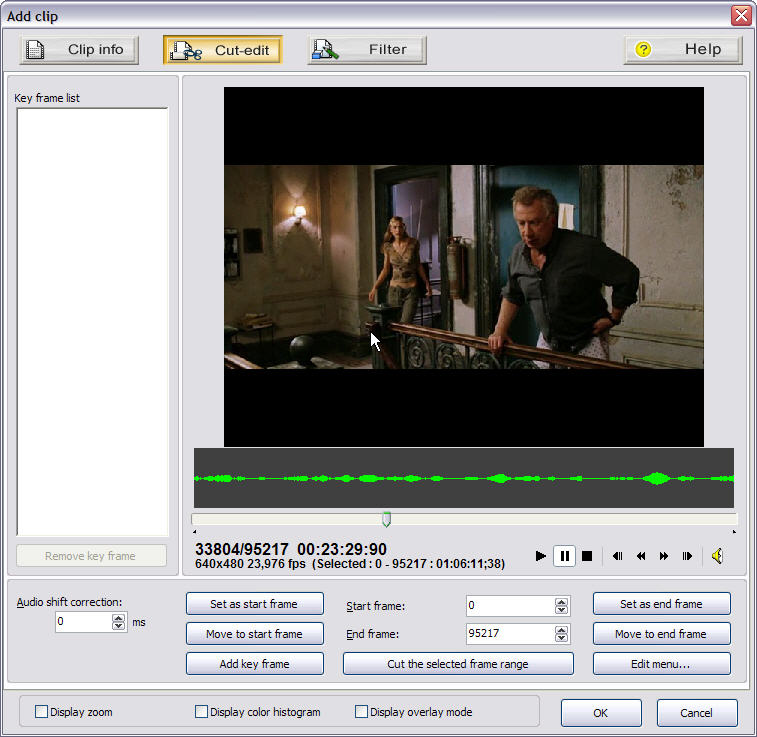 Add clip
Clip info
Cut-edit
Filter
? Help
Key frame list
Remove key frame
33804/95217 00:23:29:90
640x480 23,976 fps (Selected : 0 - 95217 : 01:06:11;38)
Audio shift correction:
0 ms
Set as start frame
Start frame: 0
Set as end frame
Move to start frame
End frame: 95217
Move to end frame
Add key frame
Cut the selected frame range
Edit menu...
Display zoom
Display color histogram
Display overlay mode
OK
Cancel